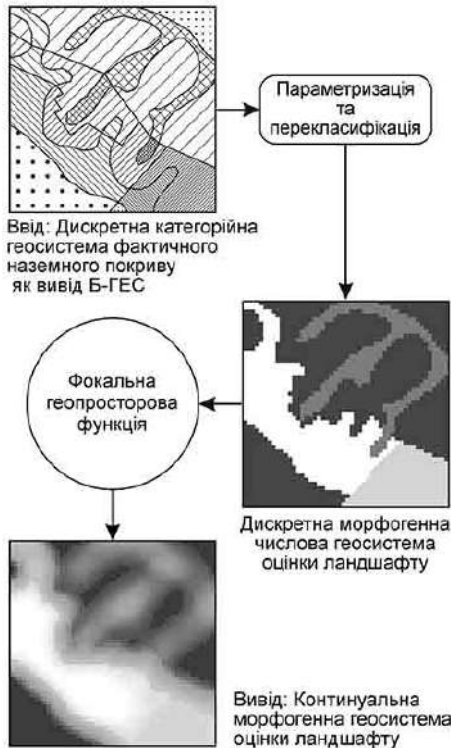 Параметризація
та
перекласифікація
Ввід: Дискретна категорійна
геосистема фактичного
наземного покриву
як вивід Б-ГЕС
Фокальна
геопросторова
функція
Дискретна морфогенна
числова геосистема
оцінки ландшафту
Вивід: Континуальна
морфогенна геосистема
оцінки ландшафту